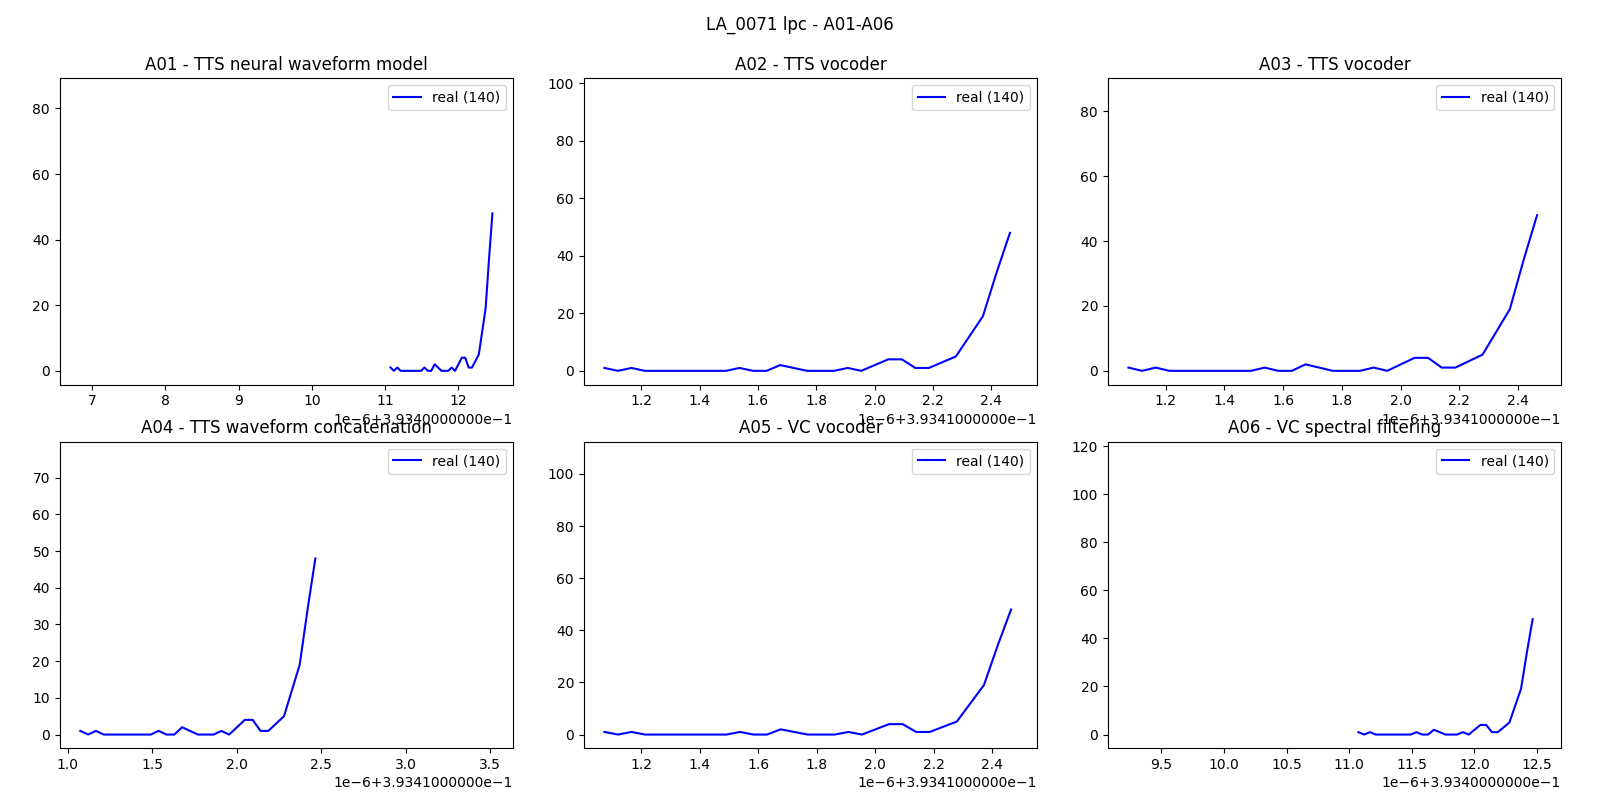 LA_0071 lpc - A01-A06
A01 - TTS neural waveform model
real (140)
80
60
40
20
0
7 8 9 10 11 12
1e−6+3.9340000000e−1
A02 - TTS vocoder
real (140)
100
80
60
40
20
0
1.2 1.4 1.6 1.8 2.0 2.2 2.4
1e−6+3.9341000000e−1
A03 - TTS vocoder
real (140)
80
60
40
20
0
1.2 1.4 1.6 1.8 2.0 2.2 2.4
1e−6+3.9341000000e−1
A04 - TTS waveform concatenation
real (140)
70
60
50
40
30
20
10
0
1.0 1.5 2.0 2.5 3.0 3.5
1e−6+3.9341000000e−1
A05 - VC vocoder
real (140)
100
80
60
40
20
0
1.2 1.4 1.6 1.8 2.0 2.2 2.4
1e−6+3.9341000000e−1
A06 - VC spectral filtering
real (140)
120
100
80
60
40
20
0
9.5 10.0 10.5 11.0 11.5 12.0 12.5
1e−6+3.9340000000e−1